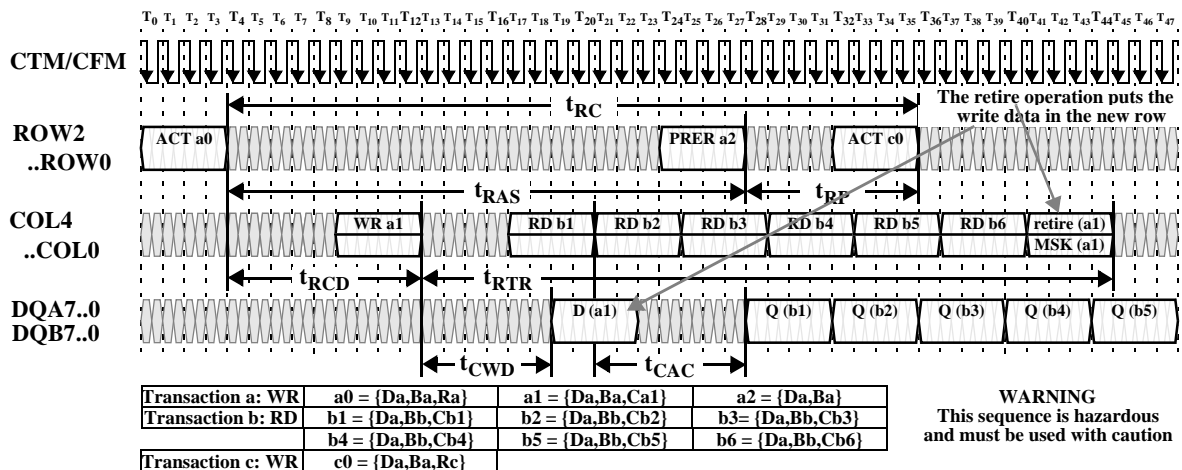 T0 T1 T2 T3 T4 T5 T6 T7 T8 T9 T10 T11 T12 T13 T14 T15 T16 T17 T18 T19 T20 T21 T22 T23 T24 T25 T26 T27 T28 T29 T30 T31 T32 T33 T34 T35 T36 T37 T38 T39 T40 T41 T42 T43 T44 T45 T46 T47
CTM/CFM
tRC
The retire operation puts the
write data in the new row
ROW2
..ROW0
ACT a0 PRER a2 ACT c0
tRAS tRP
COL4
..COL0
WR a1 RD b1 RD b2 RD b3 RD b4 RD b5 RD b6 retire (a1)
MSK (a1)
tRCD tRTR
DQA7..0
DQB7..0
D (a1) Q (b1) Q (b2) Q (b3) Q (b4) Q (b5)
tCWD tCAC
Transaction a: WR a0 = {Da,Ba,Ra} a1 = {Da,Ba,Ca1} a2 = {Da,Ba}
Transaction b: RD b1 = {Da,Bb,Cb1} b2 = {Da,Bb,Cb2} b3= {Da,Bb,Cb3}
b4 = {Da,Bb,Cb4} b5 = {Da,Bb,Cb5} b6 = {Da,Bb,Cb6}
Transaction c: WR c0 = {Da,Ba,Rc}
WARNING
This sequence is hazardous
and must be used with caution